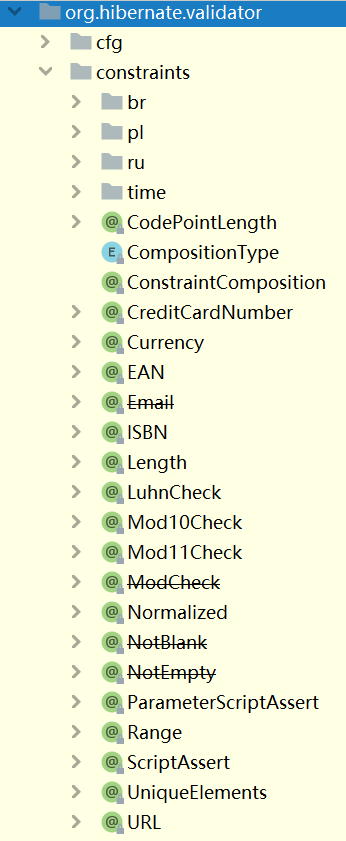 org.hibernate.validator
cfg
constraints
br
pl
ru
time
@ CodePointLength
E CompositionType
@ ConstraintComposition
@ CreditCardNumber
@ Currency
@ EAN
@ Email
@ ISBN
@ Length
@ LuhnCheck
@ Mod10Check
@ Mod11Check
@ ModCheck
@ Normalized
@ NotBlank
@ NotEmpty
@ ParameterScriptAssert
@ Range
@ ScriptAssert
@ UniqueElements
@ URL